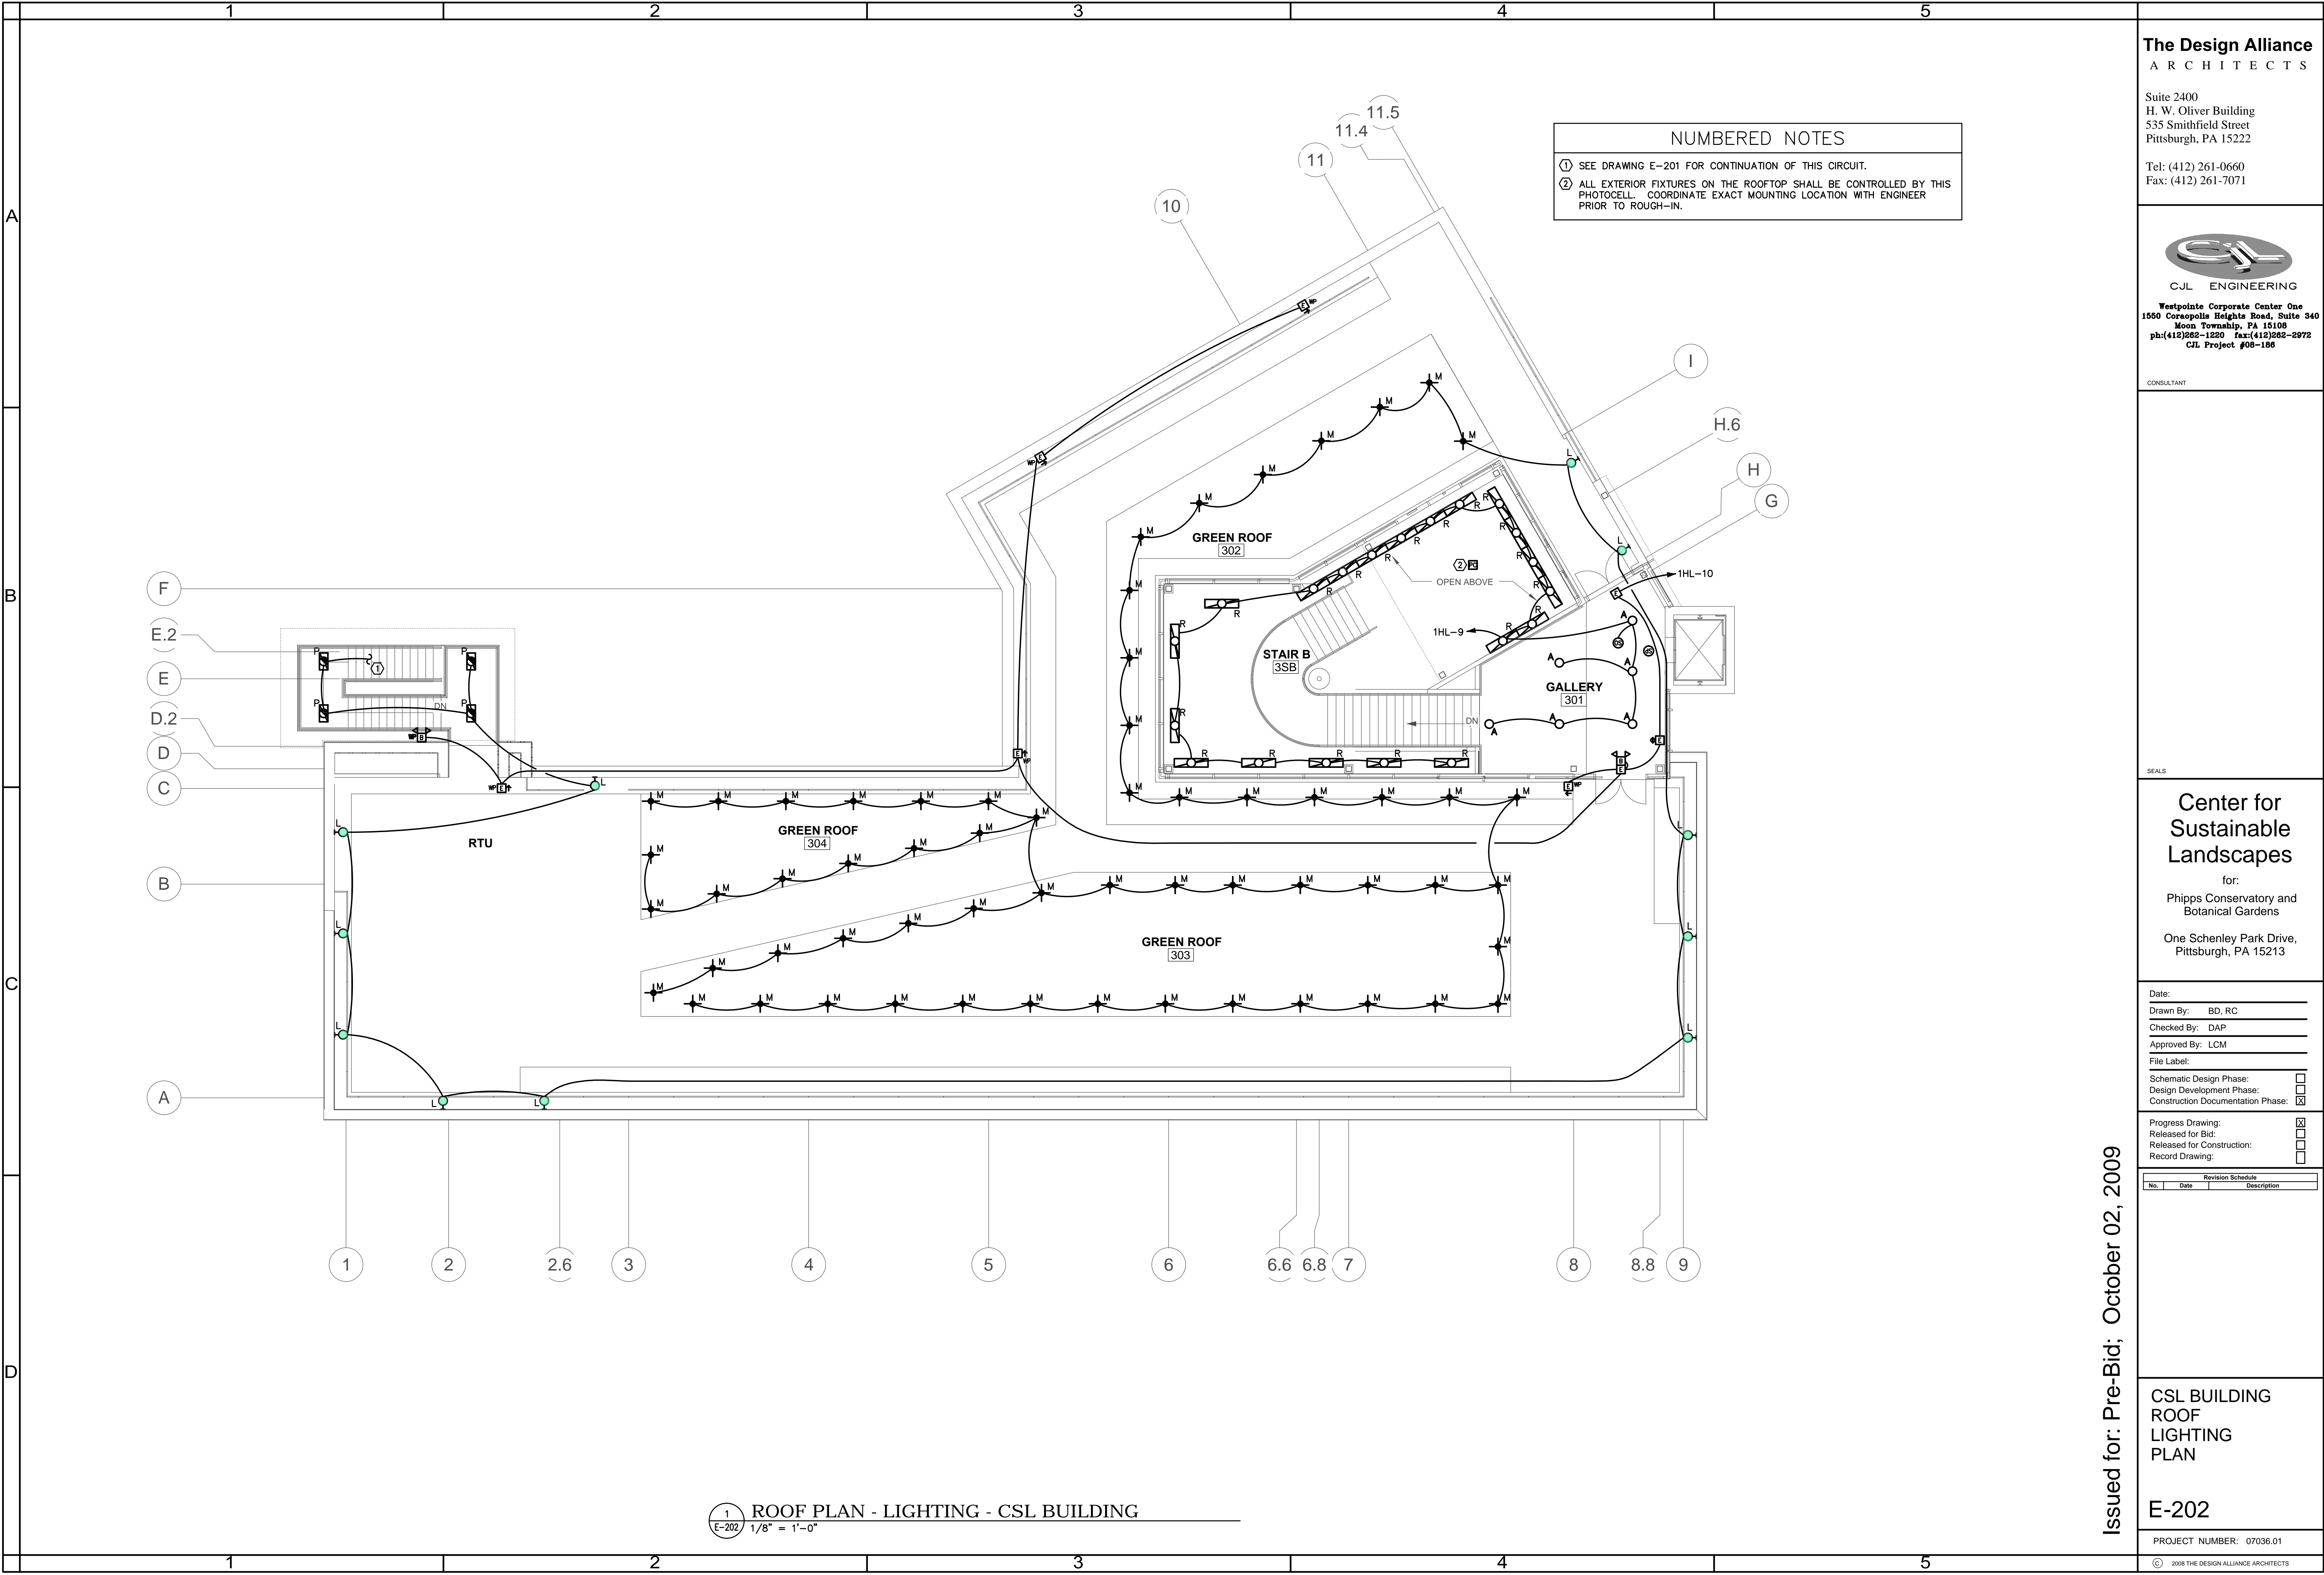 1 2 3 4 5
A
B
C
D
11.5
11.4
11
10
NUMBERED NOTES
1 SEE DRAWING E-201 FOR CONTINUATION OF THIS CIRCUIT.
2 ALL EXTERIOR FIXTURES ON THE ROOFTOP SHALL BE CONTROLLED BY THIS
PHOTOCELL. COORDINATE EXACT MOUNTING LOCATION WITH ENGINEER
PRIOR TO ROUGH-IN.
I
H.6
H
G
F
E.2
E
D.2
D
C
B
A
GREEN ROOF
302
2
OPEN ABOVE
1HL-10
1HL-9
STAIR B
3SB
GALLERY
301
DN
DN
1
RTU
GREEN ROOF
304
GREEN ROOF
303
1 2 2.6 3 4 5 6 6.6 6.8 7 8 8.8 9
1
E-202
ROOF PLAN - LIGHTING - CSL BUILDING
1/8" = 1'-0"
1 2 3 4 5
Issued for: Pre-Bid; October 02, 2009
The Design Alliance
ARCHITECTS
Suite 2400
H. W. Oliver Building
535 Smithfield Street
Pittsburgh, PA 15222
Tel: (412) 261-0660
Fax: (412) 261-7071
CJL
CJL ENGINEERING
Westpointe Corporate Center One
1550 Coraopolis Heights Road, Suite 340
Moon Township, PA 15108
ph:(412)262-1220 fax:(412)262-2972
CJL Project #08-186
CONSULTANT
SEALS
Center for
Sustainable
Landscapes
for:
Phipps Conservatory and
Botanical Gardens
One Schenley Park Drive,
Pittsburgh, PA 15213
Date:
Drawn By: BD, RC
Checked By: DAP
Approved By: LCM
File Label:
Schematic Design Phase:
Design Development Phase:
Construction Documentation Phase: X
Progress Drawing: X
Released for Bid:
Released for Construction:
Record Drawing:
Revision Schedule
No. Date Description
CSL BUILDING
ROOF
LIGHTING
PLAN
E-202
PROJECT NUMBER: 07036.01
© 2008 THE DESIGN ALLIANCE ARCHITECTS